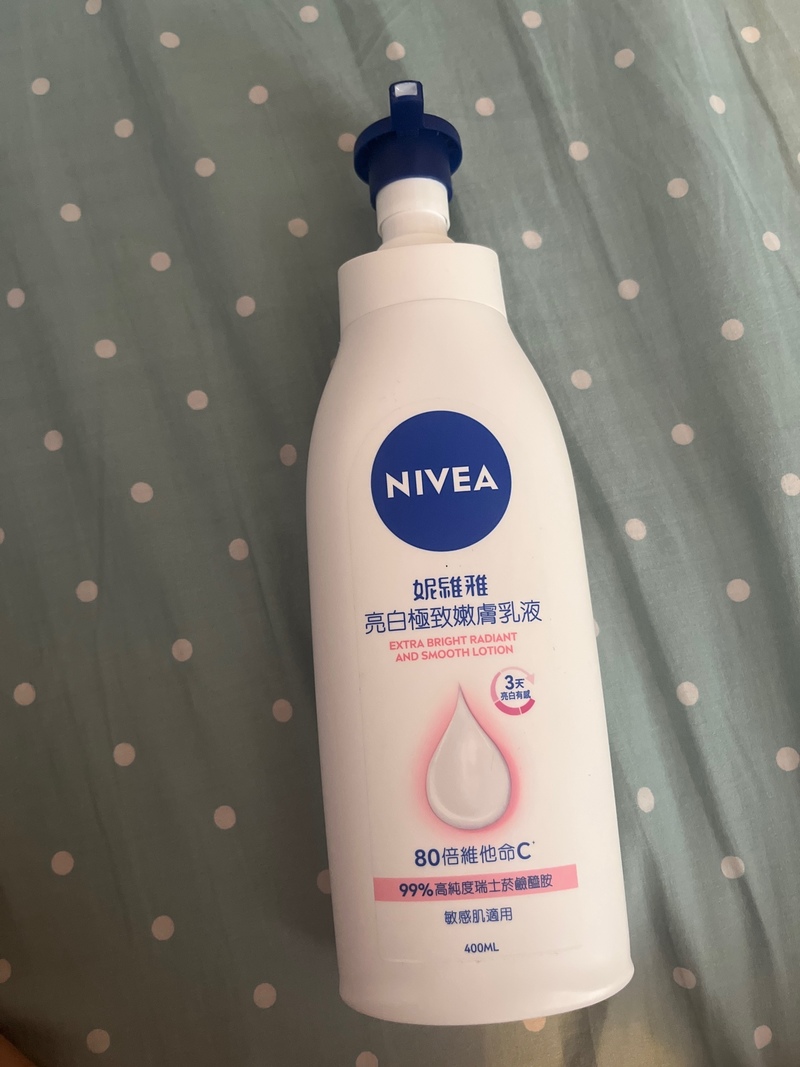 NIVEA
妮維雅
亮白極致嫩膚乳液
EXTRA BRIGHT RADIANT
AND SMOOTH LOTION
3天
亮白有感
80倍維他命C+
99%高純度瑞士菸鹼醯胺
敏感肌適用
400ML